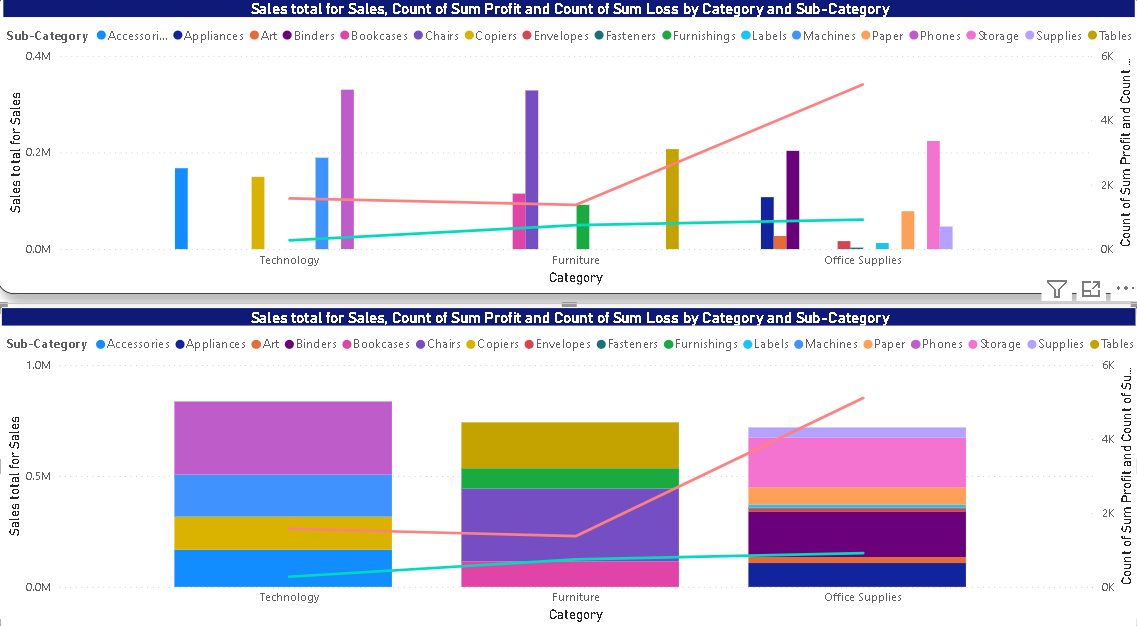 Sales total for Sales, Count of Sum Profit and Count of Sum Loss by Category and Sub-Category
Sub-Category Accessori... Appliances Art Binders Bookcases Chairs Copiers Envelopes Fasteners Furnishings Labels Machines Paper Phones Storage Supplies Tables
Sales total for Sales
0.4M
0.2M
0.0M
Technology Furniture Office Supplies
Category
6K
4K
2K
0K
Count of Sum Profit and Count ...
Sales total for Sales, Count of Sum Profit and Count of Sum Loss by Category and Sub-Category
Sub-Category Accessories Appliances Art Binders Bookcases Chairs Copiers Envelopes Fasteners Furnishings Labels Machines Paper Phones Storage Supplies Tables
Sales total for Sales
1.0M
0.5M
0.0M
Technology Furniture Office Supplies
Category
6K
4K
2K
0K
Count of Sum Profit and Count of Su...